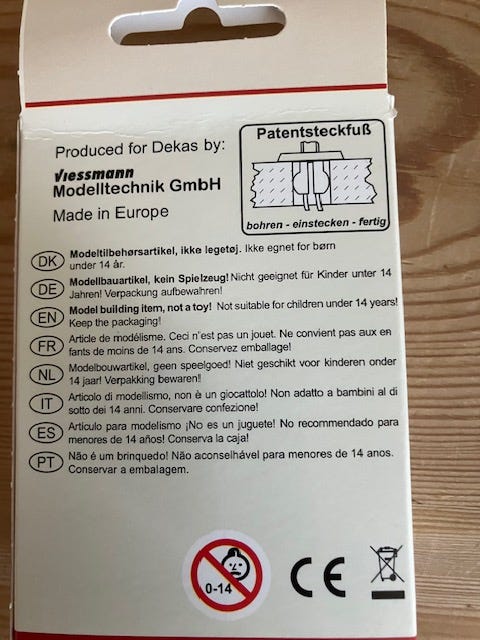 Produced for Dekas by:
Viessmann
Modelltechnik GmbH
Made in Europe
Patentsteckfuß
bohren - einstecken - fertig
DK Modeltilbehørsartikel, ikke legetøj. Ikke egnet for børn
under 14 år.
DE Modellbauartikel, kein Spielzeug! Nicht geeignet für Kinder unter 14
Jahren! Verpackung aufbewahren!
EN Model building item, not a toy! Not suitable for children under 14 years!
Keep the packaging!
FR Article de modélisme. Ceci n'est pas un jouet. Ne convient pas aux en
fants de moins de 14 ans. Conservez emballage!
NL Modelbouwartikel, geen speelgoed! Niet geschikt voor kinderen onder
14 jaar! Verpakking bewaren!
IT Articolo di modellismo, non è un giocattolo! Non adatto a bambini al di
sotto dei 14 anni. Conservare confezione!
ES Artículo para modelismo ¡No es un juguete! No recomendado para
menores de 14 años! Conserva la caja!
PT Não é um brinquedo! Não aconselhável para menores de 14 anos.
Conservar a embalagem.
0-14
CE